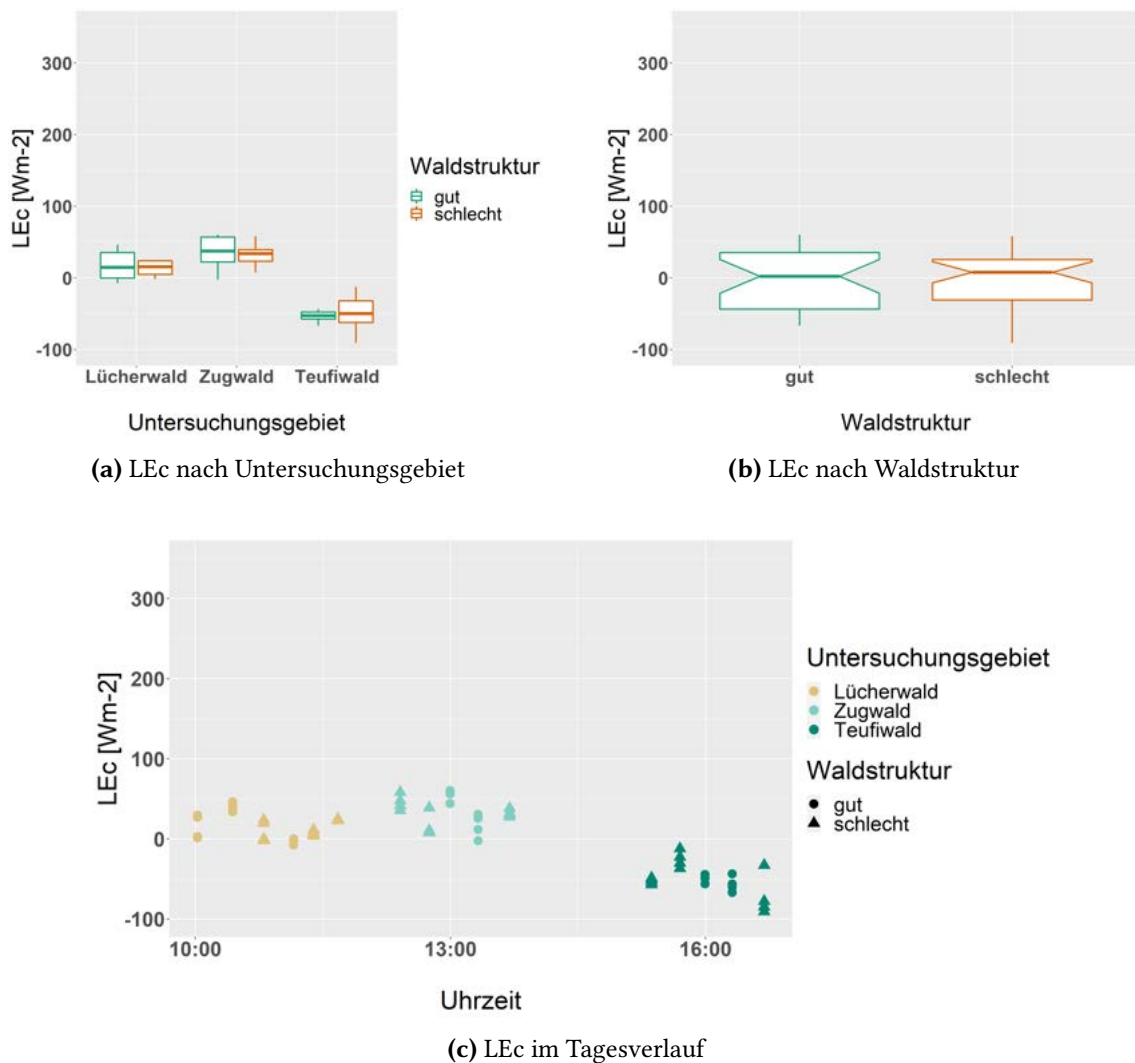 300
200
100
0
-100
LEc [Wm-2]
Lücherwald Zugwald Teufiwald
Untersuchungsgebiet
Waldstruktur
gut
schlecht
(a) LEc nach Untersuchungsgebiet
300
200
100
0
-100
LEc [Wm-2]
gut schlecht
Waldstruktur
(b) LEc nach Waldstruktur
300
200
100
0
-100
LEc [Wm-2]
10:00 13:00 16:00
Uhrzeit
Untersuchungsgebiet
Lücherwald
Zugwald
Teufiwald
Waldstruktur
gut
schlecht
(c) LEc im Tagesverlauf